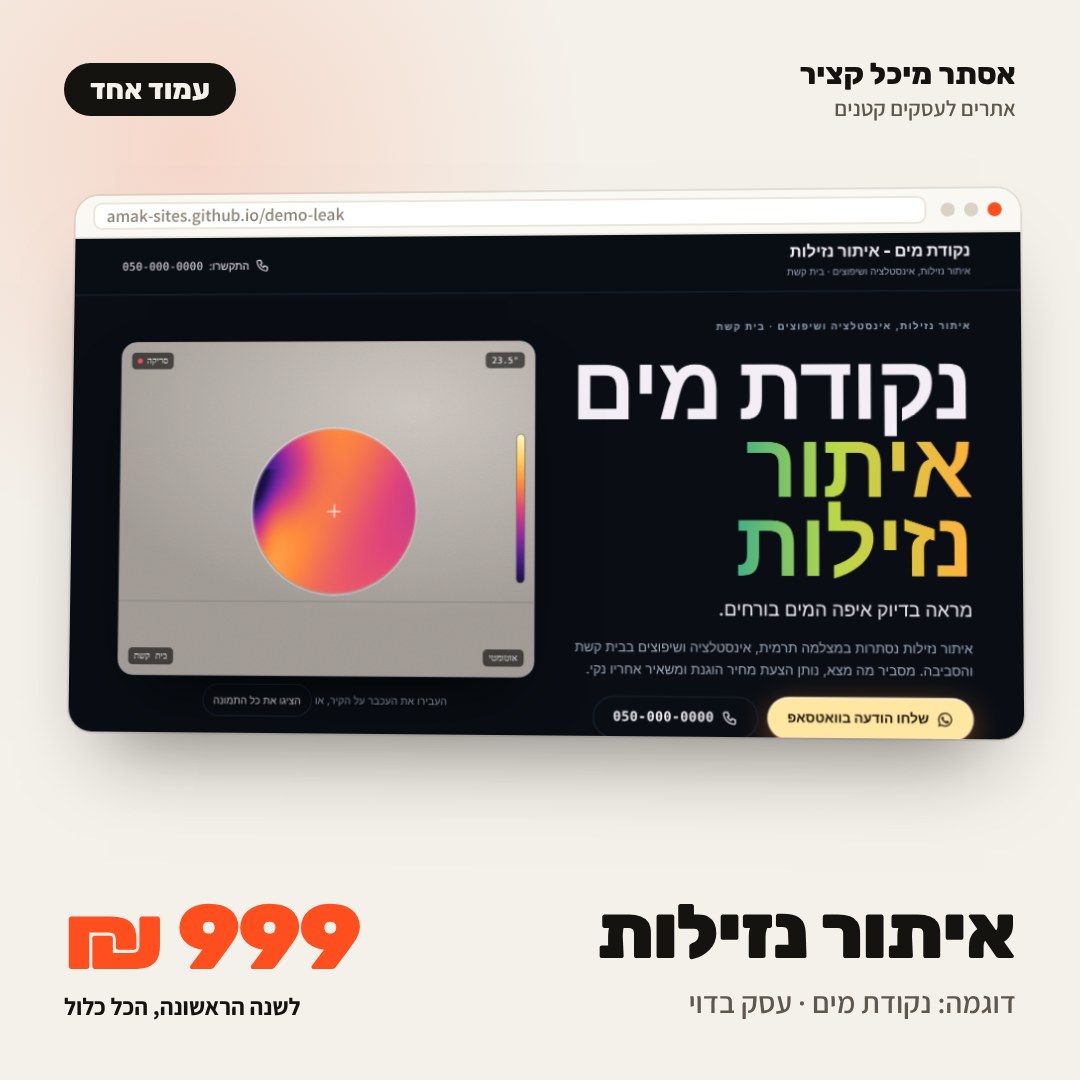 אסתר מיכל קציר
אתרים לעסקים קטנים
עמוד אחד
amak-sites.github.io/demo-leak
נקודת מים - איתור נזילות
איתור נזילות, אינסטלציה ושיפוצים · בית קשת
התקשרו: 050-000-0000
איתור נזילות, אינסטלציה ושיפוצים · בית קשת
נקודת מים
איתור
נזילות
מראה בדיוק איפה המים בורחים.
איתור נזילות נסתרות במצלמה תרמית, אינסטלציה ושיפוצים בבית קשת
והסביבה. מסביר מה מצא, נותן הצעת מחיר הוגנת ומשאיר אחריו נקי.
שלחו הודעה בוואטסאפ
050-000-0000
23.5°
סריקה
אוטומטי
בית קשת
העבירו את העכבר על הקיר, או הציגו את כל התמונה
איתור נזילות
דוגמה: נקודת מים · עסק בדוי
999 ₪
לשנה הראשונה, הכל כלול